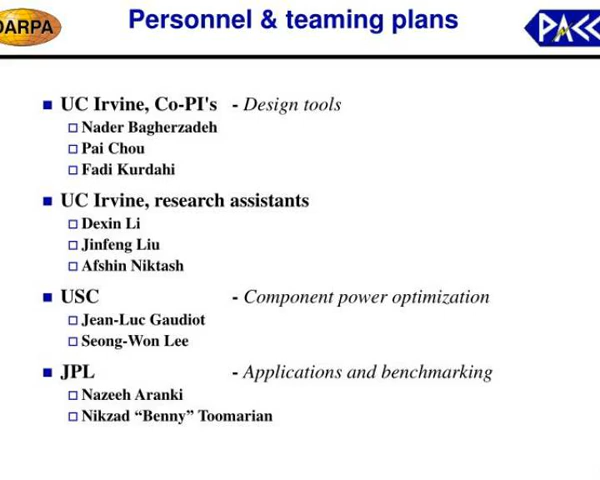 DARPA
Personnel & teaming plans
PACC
UC Irvine, Co-PI's - Design tools
Nader Bagherzadeh
Pai Chou
Fadi Kurdahi
UC Irvine, research assistants
Dexin Li
Jinfeng Liu
Afshin Niktash
USC - Component power optimization
Jean-Luc Gaudiot
Seong-Won Lee
JPL - Applications and benchmarking
Nazeeh Aranki
Nikzad “Benny” Toomarian